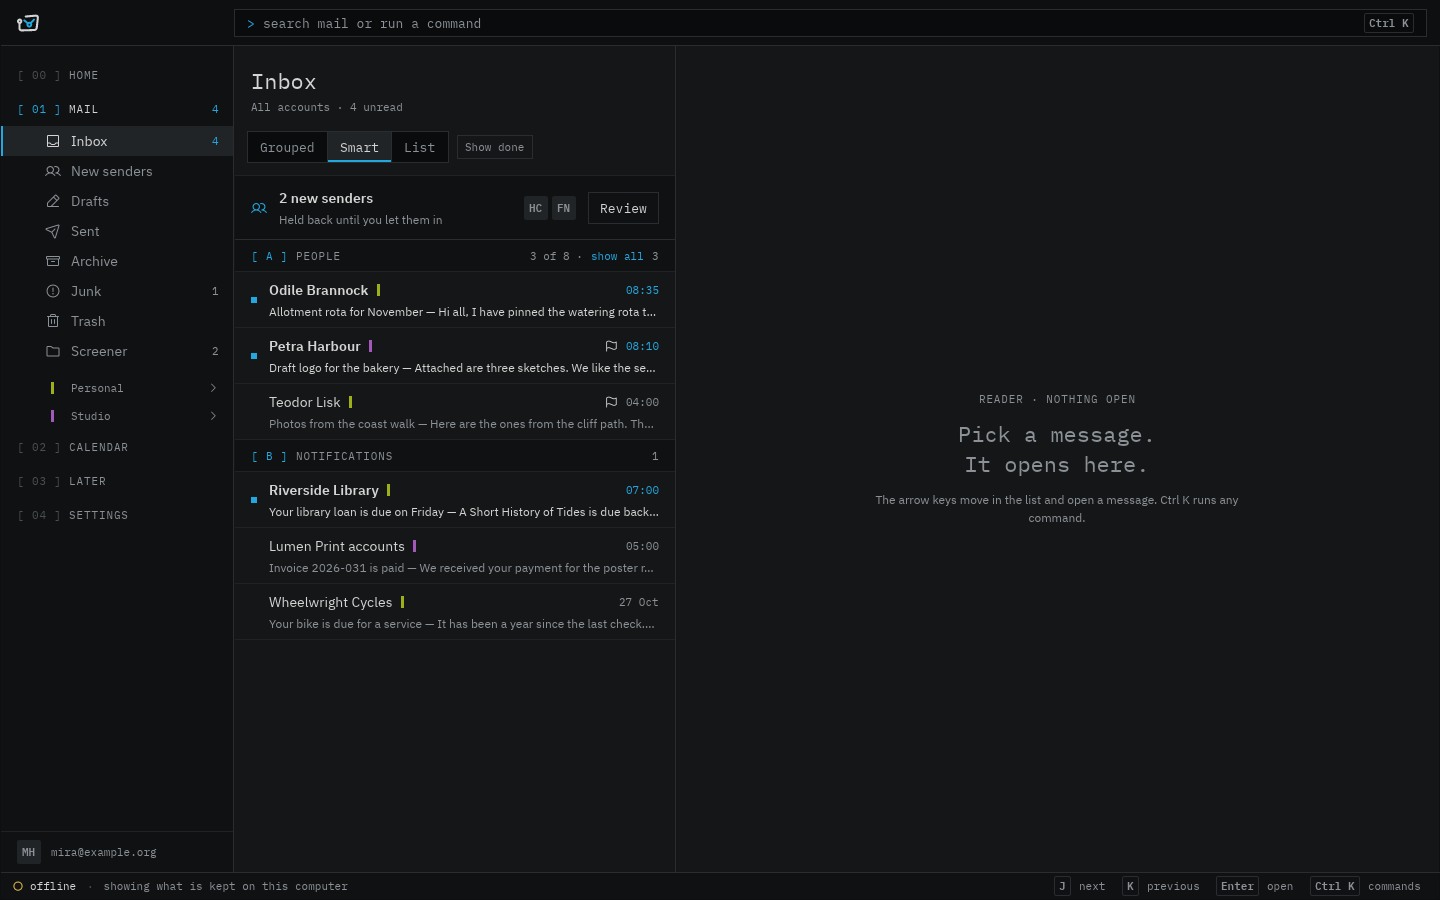 > search mail or run a command
Ctrl K
[ 00 ] HOME
[ 01 ] MAIL 4
Inbox 4
New senders
Drafts
Sent
Archive
Junk 1
Trash
Screener 2
Personal
Studio
[ 02 ] CALENDAR
[ 03 ] LATER
[ 04 ] SETTINGS
MH mira@example.org
Inbox
All accounts · 4 unread
Grouped Smart List Show done
2 new senders
Held back until you let them in
HC FN Review
[ A ] PEOPLE 3 of 8 · show all 3
Odile Brannock 08:35
Allotment rota for November — Hi all, I have pinned the watering rota t...
Petra Harbour 08:10
Draft logo for the bakery — Attached are three sketches. We like the se...
Teodor Lisk 04:00
Photos from the coast walk — Here are the ones from the cliff path. Th...
[ B ] NOTIFICATIONS 1
Riverside Library 07:00
Your library loan is due on Friday — A Short History of Tides is due back...
Lumen Print accounts 05:00
Invoice 2026-031 is paid — We received your payment for the poster r...
Wheelwright Cycles 27 Oct
Your bike is due for a service — It has been a year since the last check....
READER · NOTHING OPEN
Pick a message.
It opens here.
The arrow keys move in the list and open a message. Ctrl K runs any
command.
offline · showing what is kept on this computer
J next K previous Enter open Ctrl K commands